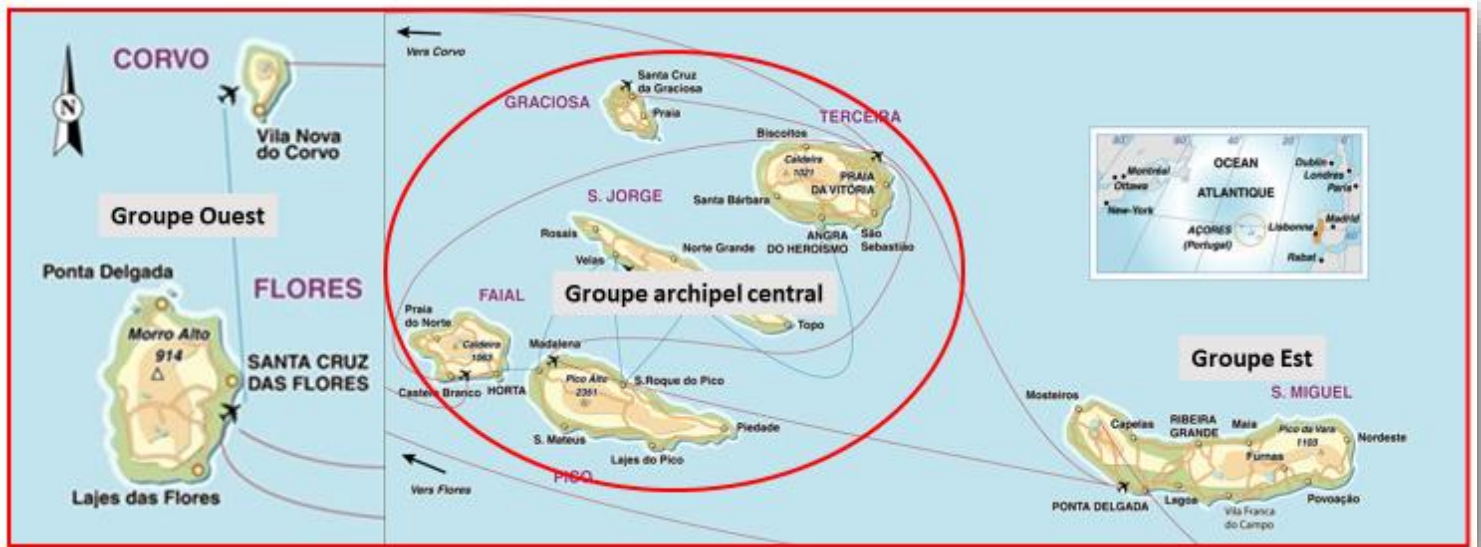 CORVO
N
Vila Nova
do Corvo
Groupe Ouest
Ponta Delgada
FLORES
Morro Alto
914
SANTA CRUZ
DAS FLORES
Lajes das Flores
Vers Corvo
Santa Cruz
da Graciosa
GRACIOSA
Praia
TERCEIRA
Biscoitos
Caldeira
1021
PRAIA
DA VITÓRIA
Santa Bárbara
ANGRA
DO HEROÍSMO
São
Sebastião
S. JORGE
Rosais
Velas
Norte Grande
Groupe archipel central
Topo
FAIAL
Praia
do Norte
Caldeira
Castelo Branco
HORTA
Madalena
Pico Alto
2351
S.Roque do Pico
S. Mateus
Piedade
Lajes do Pico
PICO
Vers Flores
80°
60°
40°
20°
0°
OCEAN
ATLANTIQUE
Montréal
Ottawa
New-York
Dublin
Londres
Paris
AÇORES
(Portugal)
Lisbonne
Madrid
Rabat
Groupe Est
S. MIGUEL
Mosteiros
Capelas
RIBEIRA
GRANDE
Maia
Pico da Vara
1103
Nordeste
Furnas
PONTA DELGADA
Lagoa
Vila Franca
do Campo
Povoação